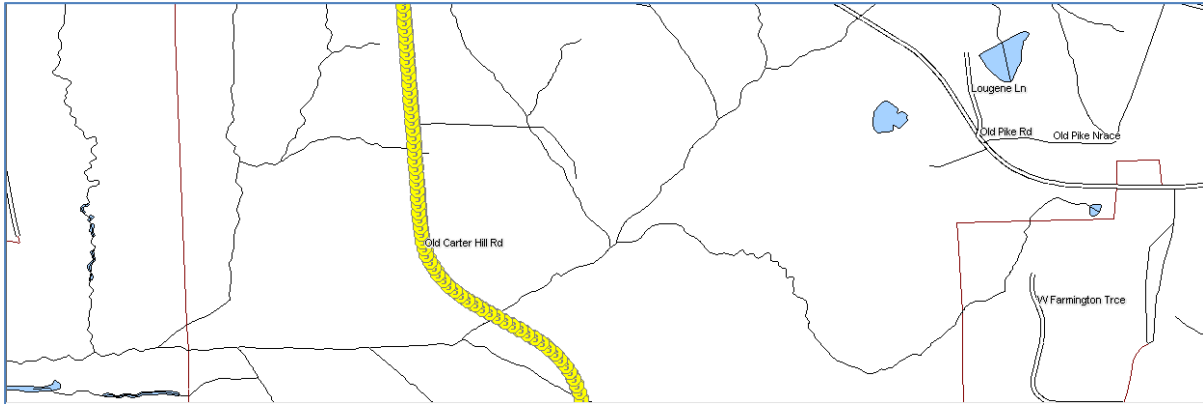 Lougene Ln
Old Pike Rd
Old Pike Nrace
Old Carter Hill Rd
W Farmington Trce